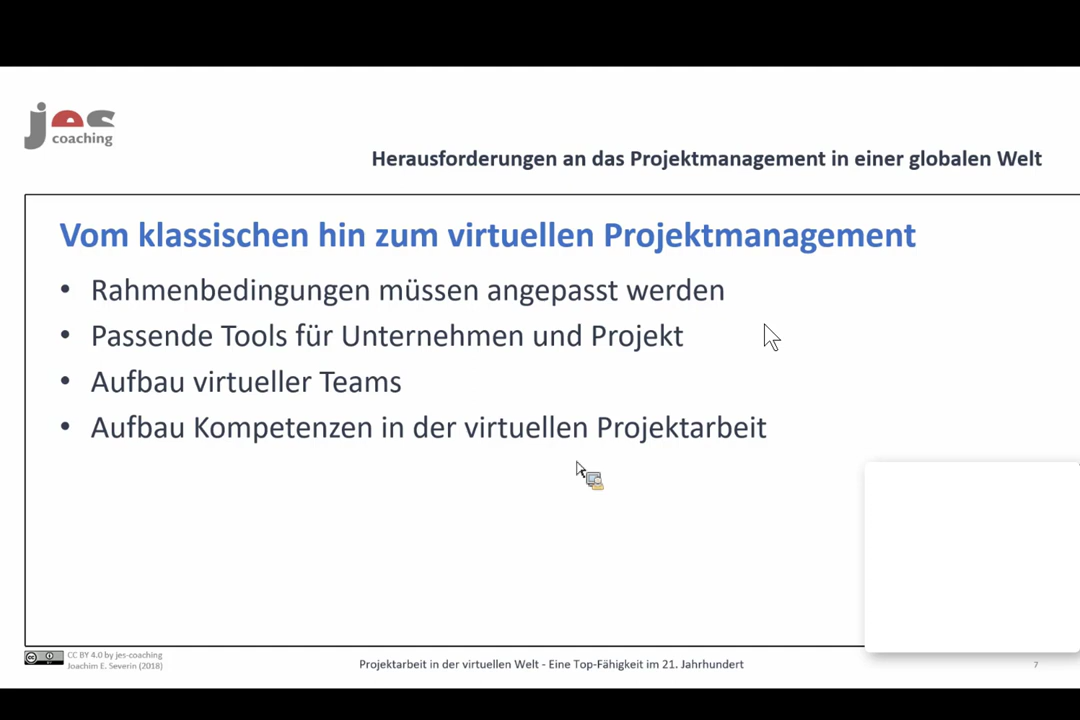 jes
coaching
Herausforderungen an das Projektmanagement in einer globalen Welt
Vom klassischen hin zum virtuellen Projektmanagement
• Rahmenbedingungen müssen angepasst werden
• Passende Tools für Unternehmen und Projekt
• Aufbau virtueller Teams
• Aufbau Kompetenzen in der virtuellen Projektarbeit
CC BY 4.0 by jes-coaching
Joachim E. Severin (2018)
Projektarbeit in der virtuellen Welt - Eine Top-Fähigkeit im 21. Jahrhundert
7